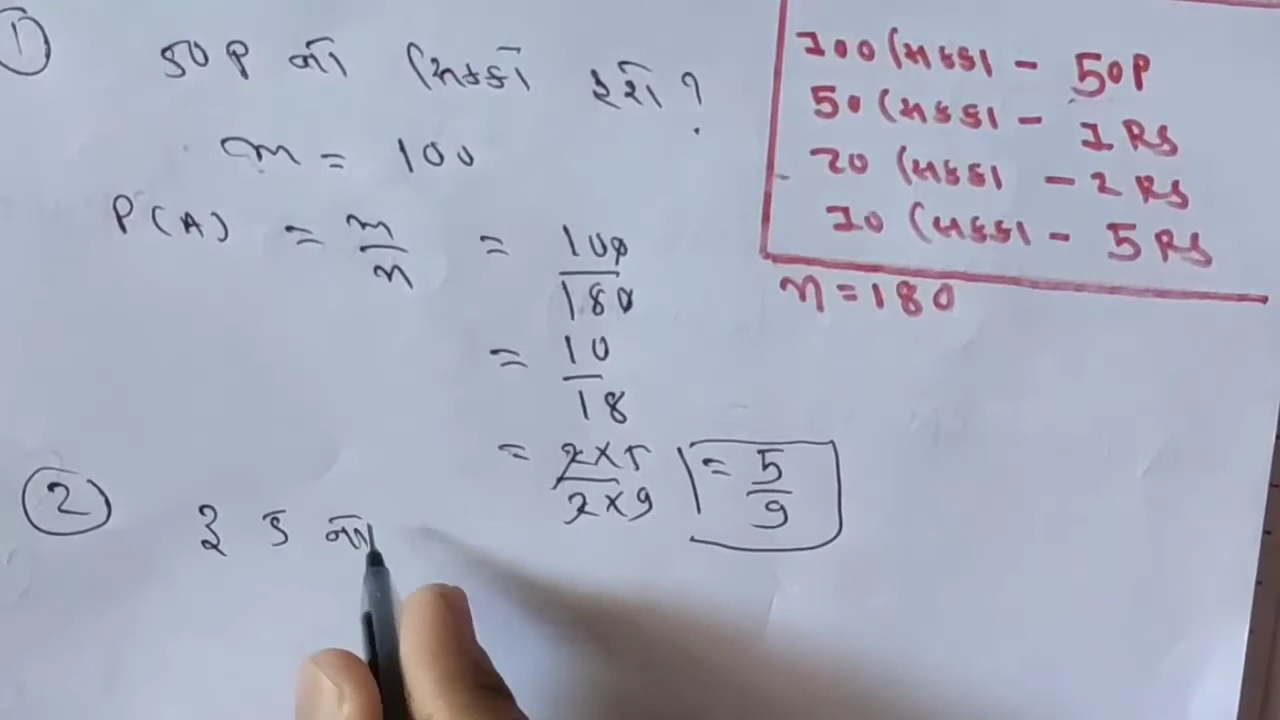 ① 50P નો સિક્કો હશે?
m = 100
P(A) = m/n = 100/180
= 10/18
= 2×5/2×9 = 5/9
② રૂ 5 નો
100 સિક્કા - 50P
50 સિક્કા - 1 RS
20 સિક્કા - 2 RS
10 સિક્કા - 5 RS
n = 180